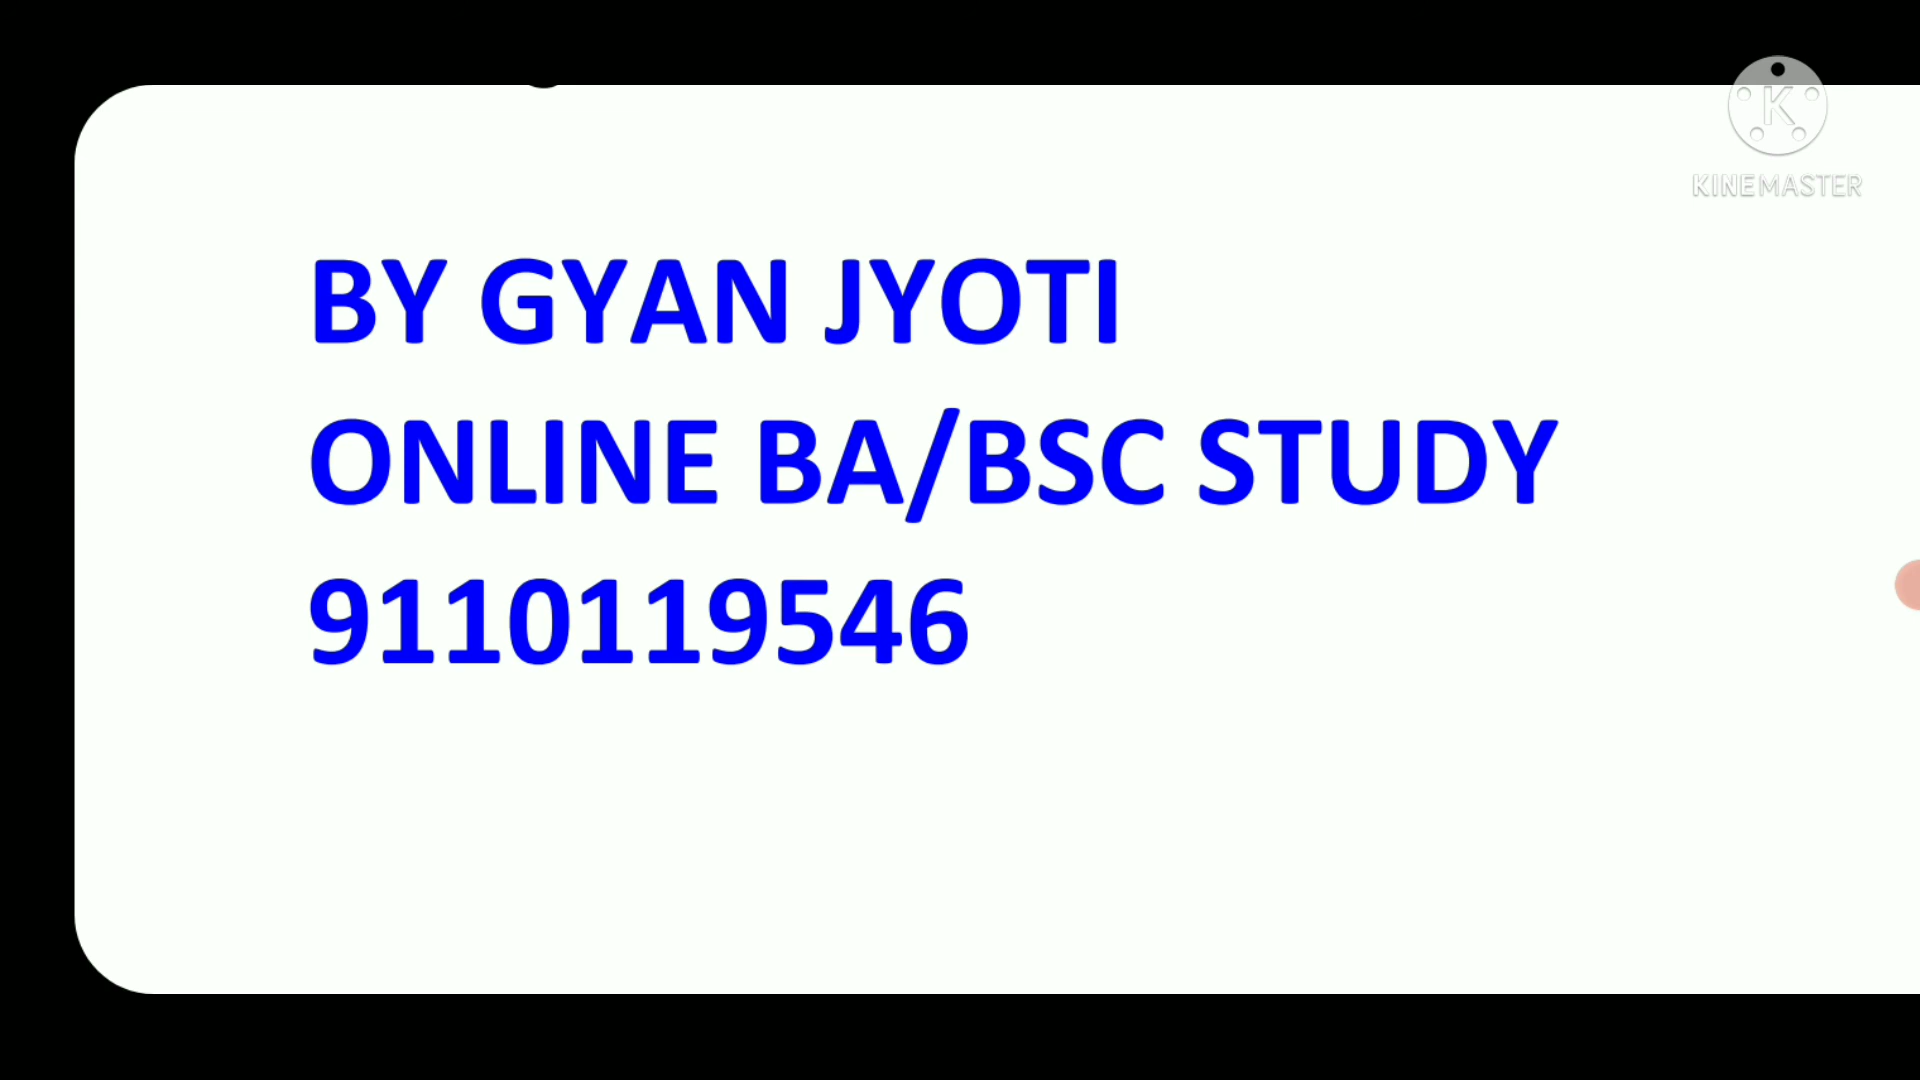 K
KINEMASTER
BY GYAN JYOTI
ONLINE BA/BSC STUDY
9110119546